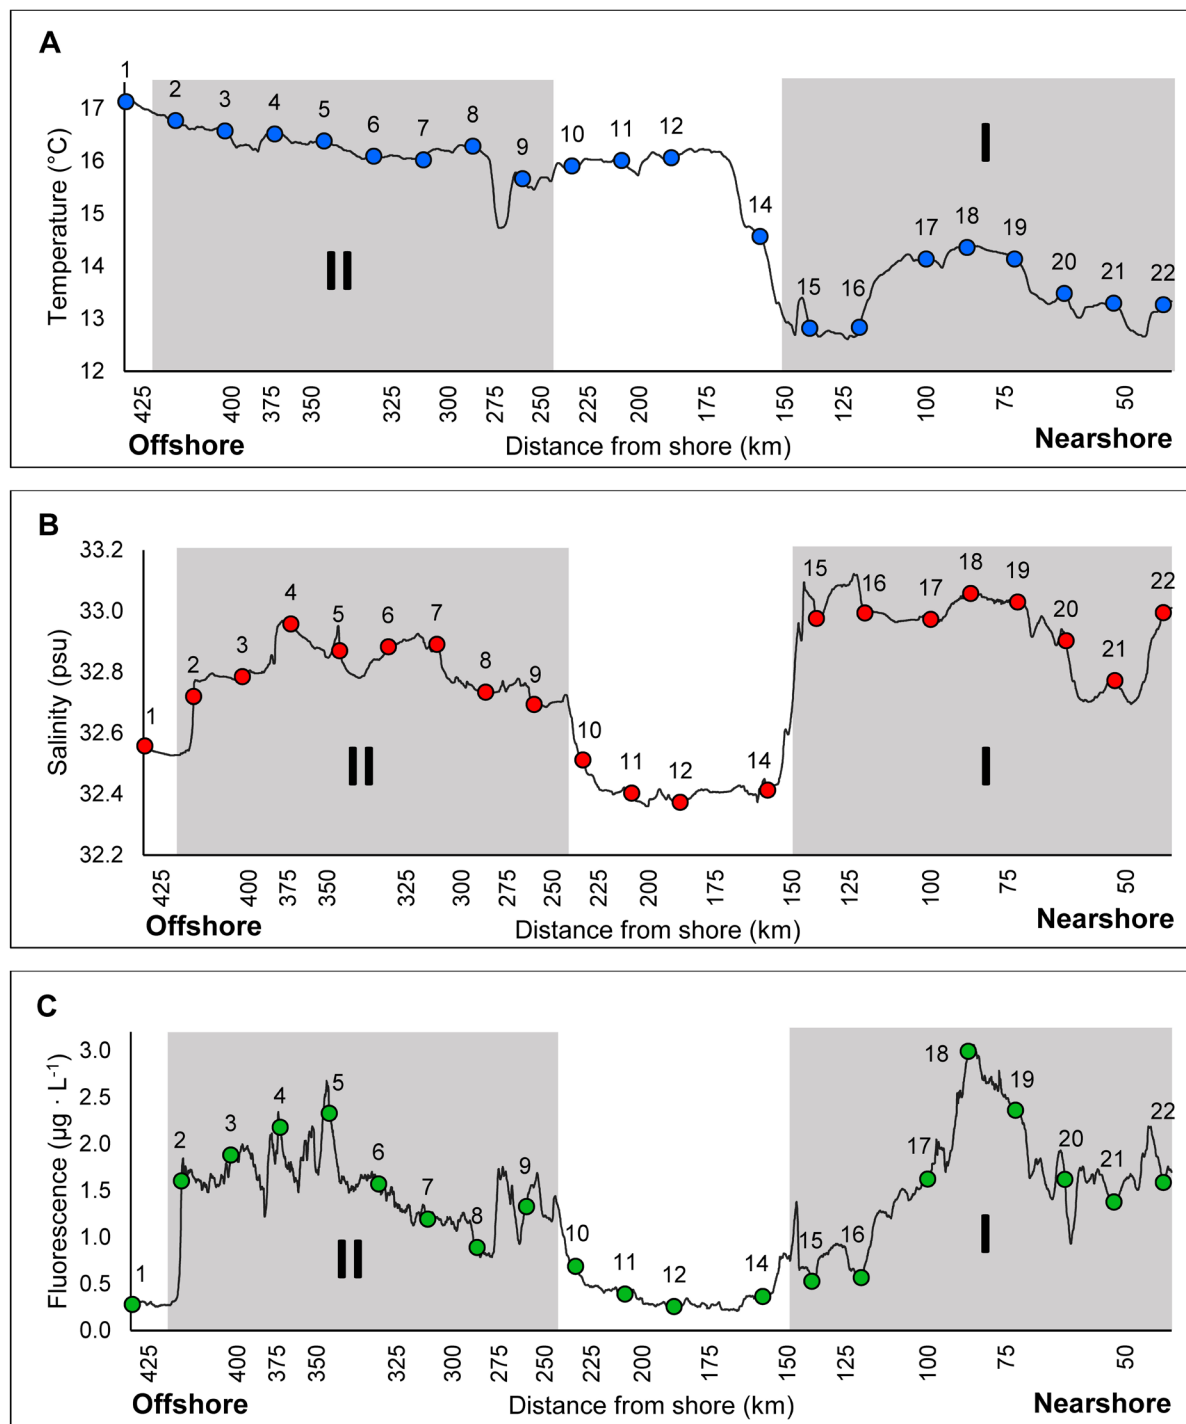 A
1 2 3 4 5 6 7 8 9 10 11 12 14 15 16 17 18 19 20 21 22
Temperature (°C)
17
16
15
14
13
12
II
I
425 400 375 350 325 300 275 250 225 200 175 150 125 100 75 50
Offshore Distance from shore (km) Nearshore
B
1 2 3 4 5 6 7 8 9 10 11 12 14 15 16 17 18 19 20 21 22
Salinity (psu)
33.2
33.0
32.8
32.6
32.4
32.2
II
I
425 400 375 350 325 300 275 250 225 200 150 125 100 75 50
Offshore Distance from shore (km) Nearshore
C
1 2 3 4 5 6 7 8 9 10 11 12 14 15 16 17 18 19 20 21 22
Fluorescence (µg · L⁻¹)
3.0
2.5
2.0
1.5
1.0
0.5
0.0
II
I
425 400 375 350 325 300 275 250 225 200 175 150 125 100 75 50
Offshore Distance from shore (km) Nearshore